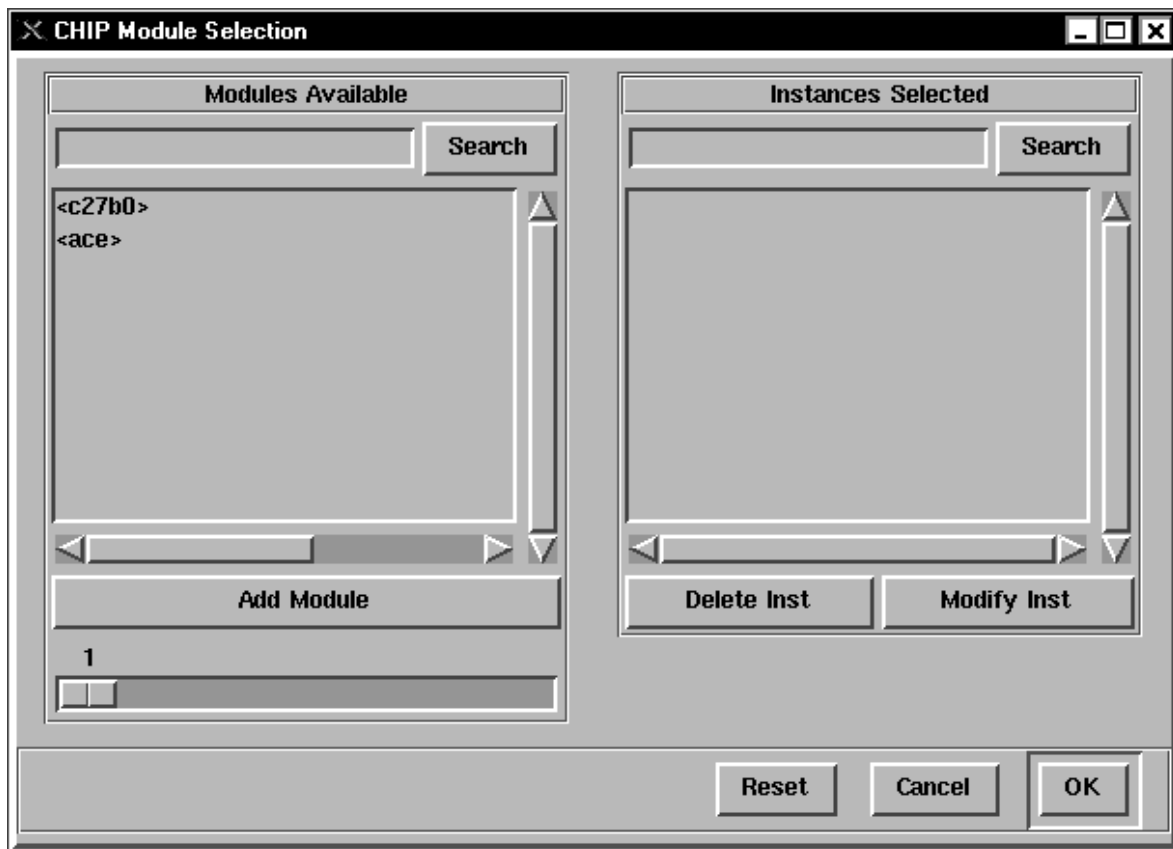 CHIP Module Selection
Modules Available
Search
<c27b0>
<ace>
Add Module
1
Instances Selected
Search
Delete Inst
Modify Inst
Reset
Cancel
OK